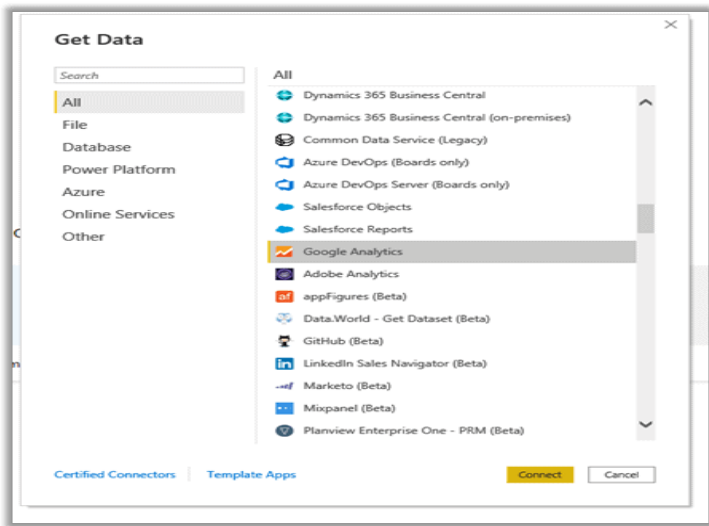 Get Data
Search
All
File
Database
Power Platform
Azure
Online Services
Other
All
Dynamics 365 Business Central
Dynamics 365 Business Central (on-premises)
Common Data Service (Legacy)
Azure DevOps (Boards only)
Azure DevOps Server (Boards only)
Salesforce Objects
Salesforce Reports
Google Analytics
Adobe Analytics
af appFigures (Beta)
Data.World - Get Dataset (Beta)
GitHub (Beta)
in LinkedIn Sales Navigator (Beta)
Marketo (Beta)
Mixpanel (Beta)
Planview Enterprise One - PRM (Beta)
Certified Connectors Template Apps Connect Cancel